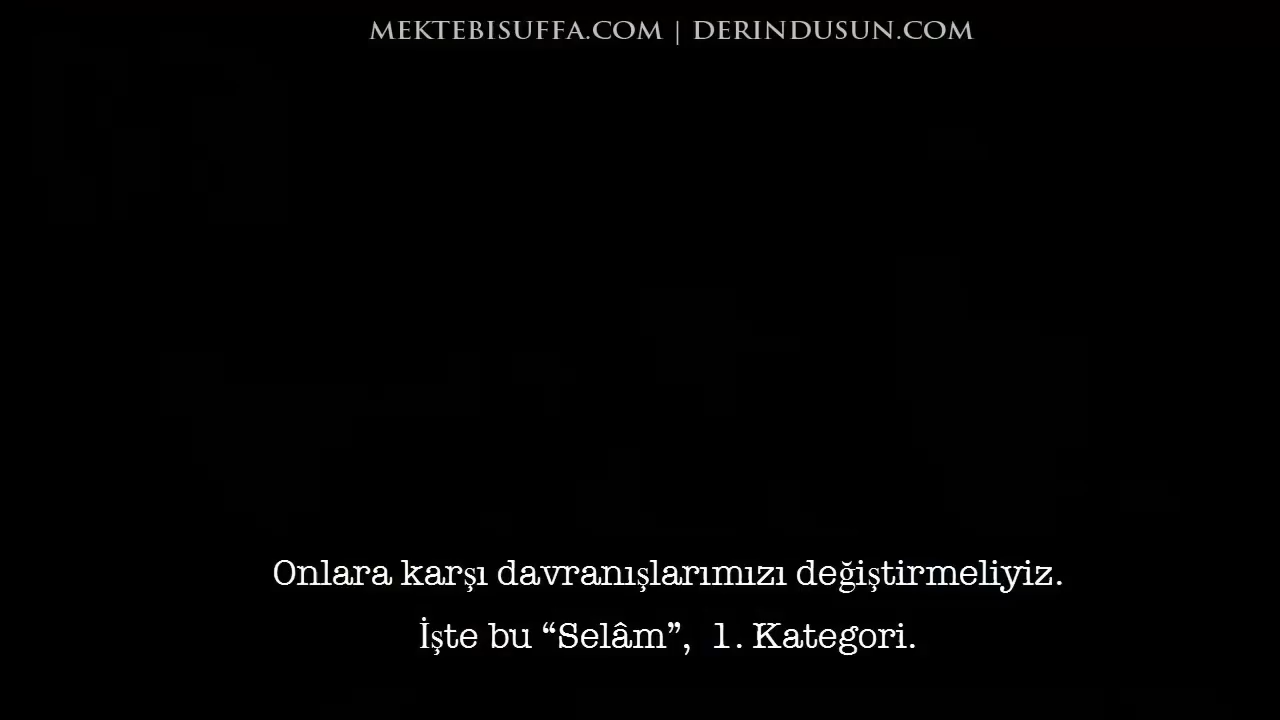 MEKTEBISUFFA.COM | DERINDUSUN.COM
Onlara karşı davranışlarımızı değiştirmeliyiz.
İşte bu “Selâm”, 1. Kategori.